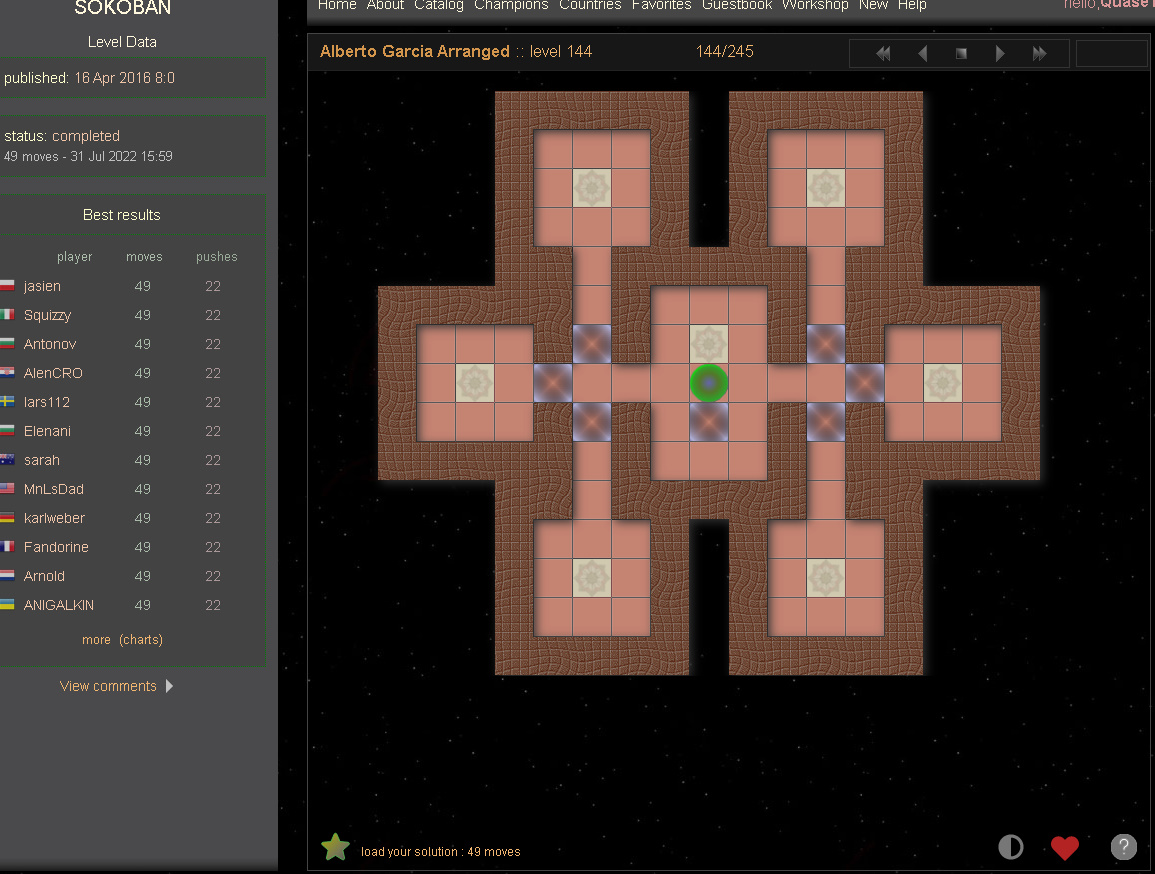 SOKOBAN
Home About Catalog Champions Countries Favorites Guestbook Workshop New Help
Level Data
Alberto Garcia Arranged :: level 144 144/245
published: 16 Apr 2016 8:0
status: completed
49 moves - 31 Jul 2022 15:59
Best results
player moves pushes
jasien 49 22
Squizzy 49 22
Antonov 49 22
AlenCRO 49 22
lars112 49 22
Elenani 49 22
sarah 49 22
MnLsDad 49 22
karlweber 49 22
Fandorine 49 22
Arnold 49 22
ANIGALKIN 49 22
more (charts)
View comments
load your solution : 49 moves
?